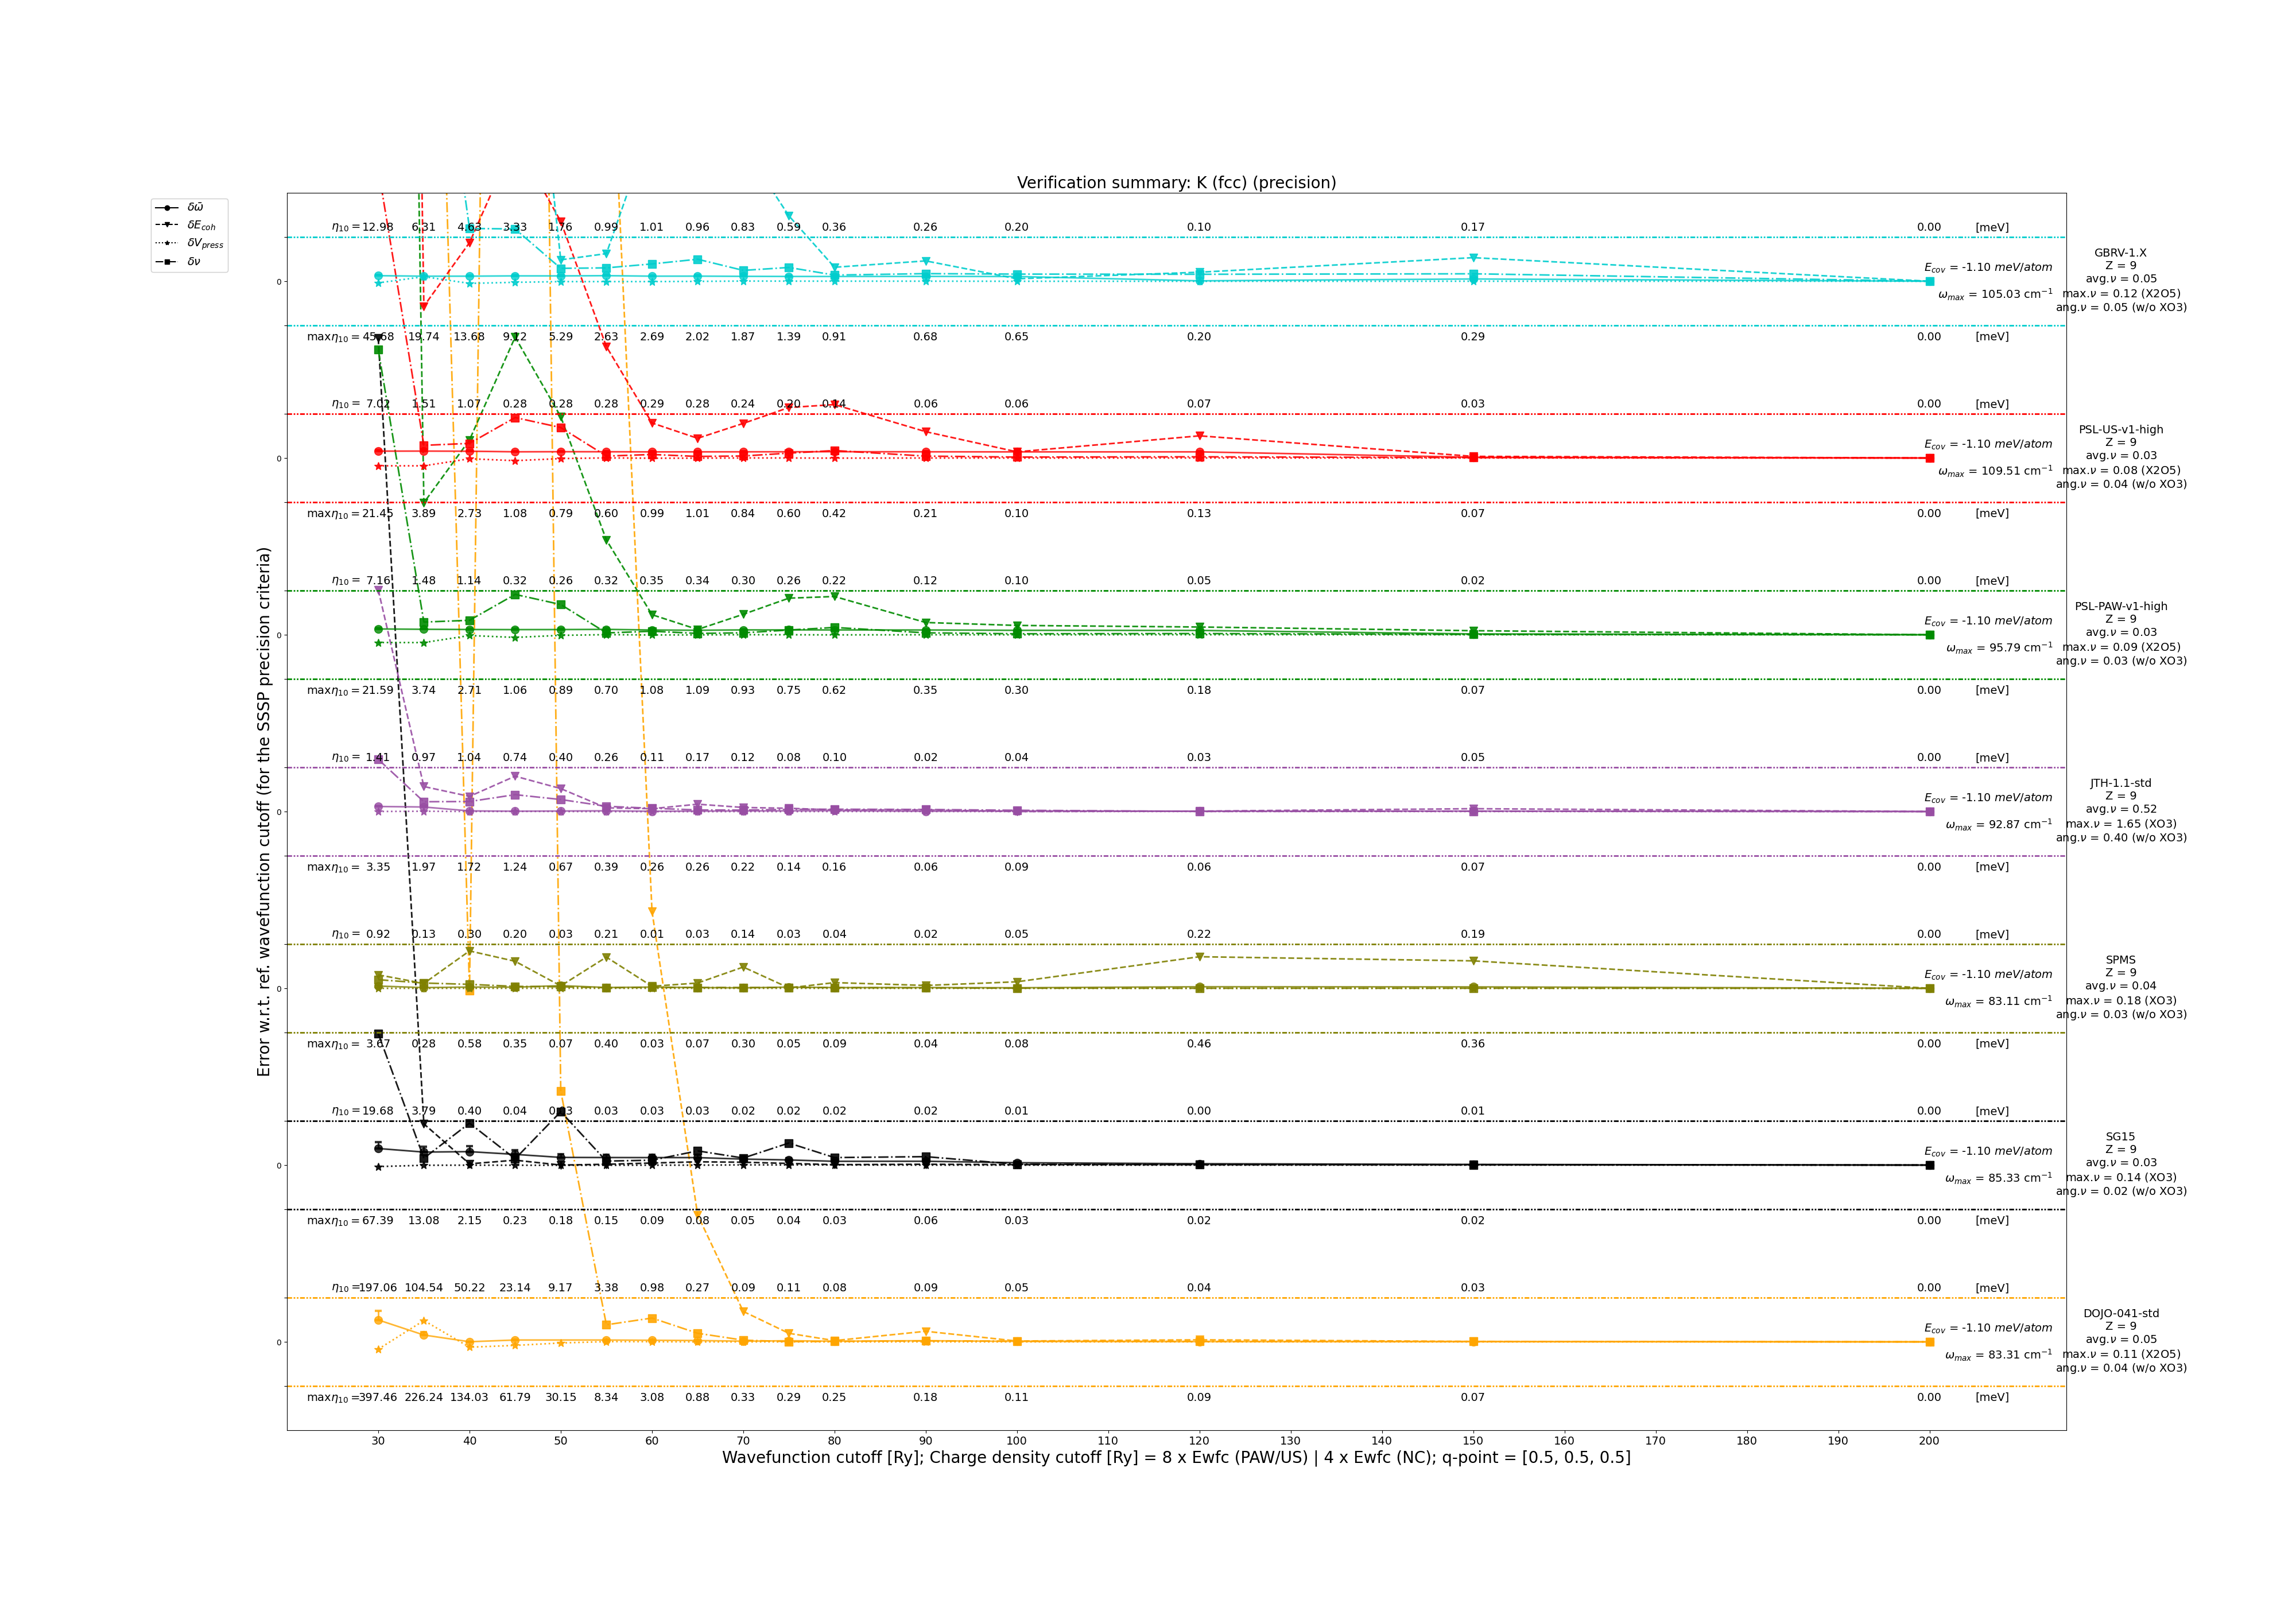 Verification summary: K (fcc) (precision)
δω̄
δE_coh
δV_press
δν
Error w.r.t. ref. wavefunction cutoff (for the SSSP precision criteria)
η₁₀ = 12.98 6.31 4.63 3.33 1.76 0.99 1.01 0.96 0.83 0.59 0.36 0.26 0.20 0.10 0.17 0.00 [meV]
0
E_cov = -1.10 meV/atom
ω_max = 105.03 cm⁻¹
GBRV-1.X
Z = 9
avg.ν = 0.05
max.ν = 0.12 (X2O5)
ang.ν = 0.05 (w/o XO3)
maxη₁₀ = 45.68 19.74 13.68 9.12 5.29 2.63 2.69 2.02 1.87 1.39 0.91 0.68 0.65 0.20 0.29 0.00 [meV]
η₁₀ = 7.02 1.51 1.07 0.28 0.28 0.28 0.29 0.28 0.24 0.20 0.14 0.06 0.06 0.07 0.03 0.00 [meV]
0
E_cov = -1.10 meV/atom
ω_max = 109.51 cm⁻¹
PSL-US-v1-high
Z = 9
avg.ν = 0.03
max.ν = 0.08 (X2O5)
ang.ν = 0.04 (w/o XO3)
maxη₁₀ = 21.45 3.89 2.73 1.08 0.79 0.60 0.99 1.01 0.84 0.60 0.42 0.21 0.10 0.13 0.07 0.00 [meV]
η₁₀ = 7.16 1.48 1.14 0.32 0.26 0.32 0.35 0.34 0.30 0.26 0.22 0.12 0.10 0.05 0.02 0.00 [meV]
0
E_cov = -1.10 meV/atom
ω_max = 95.79 cm⁻¹
PSL-PAW-v1-high
Z = 9
avg.ν = 0.03
max.ν = 0.09 (X2O5)
ang.ν = 0.03 (w/o XO3)
maxη₁₀ = 21.59 3.74 2.71 1.06 0.89 0.70 1.08 1.09 0.93 0.75 0.62 0.35 0.30 0.18 0.07 0.00 [meV]
η₁₀ = 1.41 0.97 1.04 0.74 0.40 0.26 0.11 0.17 0.12 0.08 0.10 0.02 0.04 0.03 0.05 0.00 [meV]
0
E_cov = -1.10 meV/atom
ω_max = 92.87 cm⁻¹
JTH-1.1-std
Z = 9
avg.ν = 0.52
max.ν = 1.65 (XO3)
ang.ν = 0.40 (w/o XO3)
maxη₁₀ = 3.35 1.97 1.72 1.24 0.67 0.39 0.26 0.26 0.22 0.14 0.16 0.06 0.09 0.06 0.07 0.00 [meV]
η₁₀ = 0.92 0.13 0.30 0.20 0.03 0.21 0.01 0.03 0.14 0.03 0.04 0.02 0.05 0.22 0.19 0.00 [meV]
0
E_cov = -1.10 meV/atom
ω_max = 83.11 cm⁻¹
SPMS
Z = 9
avg.ν = 0.04
max.ν = 0.18 (XO3)
ang.ν = 0.03 (w/o XO3)
maxη₁₀ = 3.67 0.28 0.58 0.35 0.07 0.40 0.03 0.07 0.30 0.05 0.09 0.04 0.08 0.46 0.36 0.00 [meV]
η₁₀ = 19.68 3.79 0.40 0.04 0.03 0.03 0.03 0.03 0.02 0.02 0.02 0.02 0.01 0.00 0.01 0.00 [meV]
0
E_cov = -1.10 meV/atom
ω_max = 85.33 cm⁻¹
SG15
Z = 9
avg.ν = 0.03
max.ν = 0.14 (XO3)
ang.ν = 0.02 (w/o XO3)
maxη₁₀ = 67.39 13.08 2.15 0.23 0.18 0.15 0.09 0.08 0.05 0.04 0.03 0.06 0.03 0.02 0.02 0.00 [meV]
η₁₀ = 197.06 104.54 50.22 23.14 9.17 3.38 0.98 0.27 0.09 0.11 0.08 0.09 0.05 0.04 0.03 0.00 [meV]
0
E_cov = -1.10 meV/atom
ω_max = 83.31 cm⁻¹
DOJO-041-std
Z = 9
avg.ν = 0.05
max.ν = 0.11 (X2O5)
ang.ν = 0.04 (w/o XO3)
maxη₁₀ = 397.46 226.24 134.03 61.79 30.15 8.34 3.08 0.88 0.33 0.29 0.25 0.18 0.11 0.09 0.07 0.00 [meV]
30 40 50 60 70 80 90 100 110 120 130 140 150 160 170 180 190 200
Wavefunction cutoff [Ry]; Charge density cutoff [Ry] = 8 x Ewfc (PAW/US) | 4 x Ewfc (NC); q-point = [0.5, 0.5, 0.5]